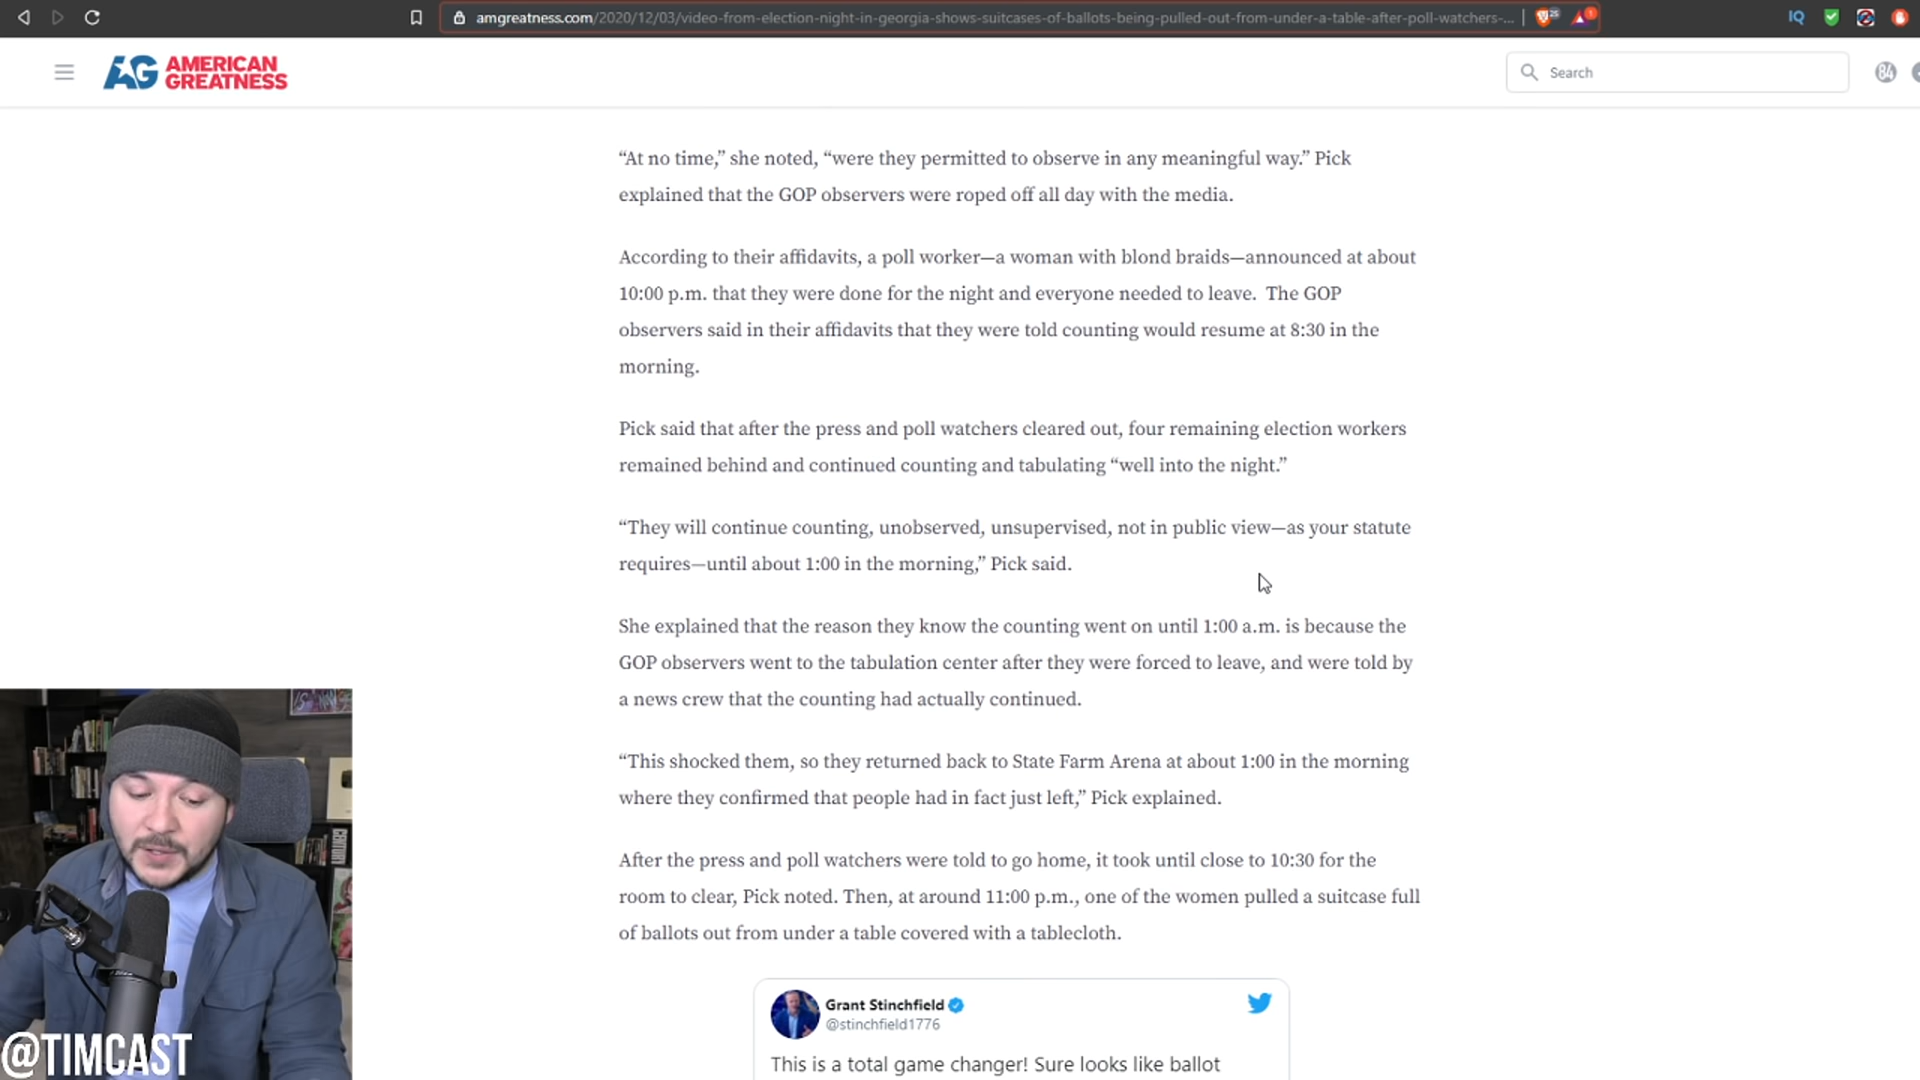 amgreatness.com/2020/12/03/video-from-election-night-in-georgia-shows-suitcases-of-ballots-being-pulled-out-from-under-a-table-after-poll-watchers-...
25
1
IQ
AG AMERICAN
GREATNESS
Search
84
“At no time,” she noted, “were they permitted to observe in any meaningful way.” Pick
explained that the GOP observers were roped off all day with the media.
According to their affidavits, a poll worker—a woman with blond braids—announced at about
10:00 p.m. that they were done for the night and everyone needed to leave.  The GOP
observers said in their affidavits that they were told counting would resume at 8:30 in the
morning.
Pick said that after the press and poll watchers cleared out, four remaining election workers
remained behind and continued counting and tabulating “well into the night.”
“They will continue counting, unobserved, unsupervised, not in public view—as your statute
requires—until about 1:00 in the morning,” Pick said.
She explained that the reason they know the counting went on until 1:00 a.m. is because the
GOP observers went to the tabulation center after they were forced to leave, and were told by
a news crew that the counting had actually continued.
“This shocked them, so they returned back to State Farm Arena at about 1:00 in the morning
where they confirmed that people had in fact just left,” Pick explained.
After the press and poll watchers were told to go home, it took until close to 10:30 for the
room to clear, Pick noted. Then, at around 11:00 p.m., one of the women pulled a suitcase full
of ballots out from under a table covered with a tablecloth.
Grant Stinchfield
@stinchfield1776
This is a total game changer! Sure looks like ballot
@TIMCAST